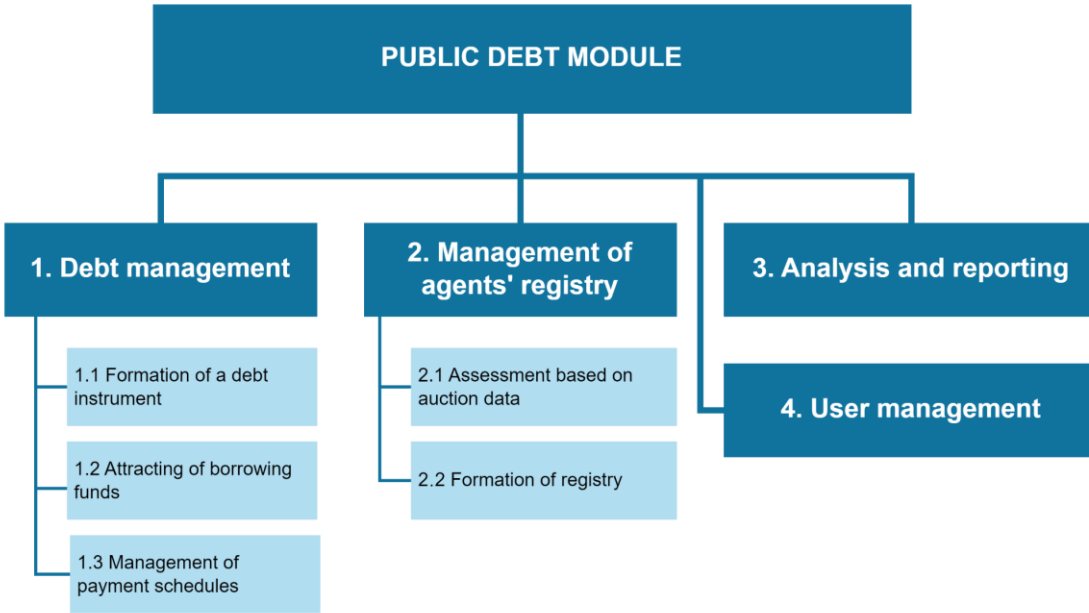 PUBLIC DEBT MODULE
1. Debt management
1.1 Formation of a debt
instrument
1.2 Attracting of borrowing
funds
1.3 Management of
payment schedules
2. Management of
agents' registry
2.1 Assessment based on
auction data
2.2 Formation of registry
3. Analysis and reporting
4. User management